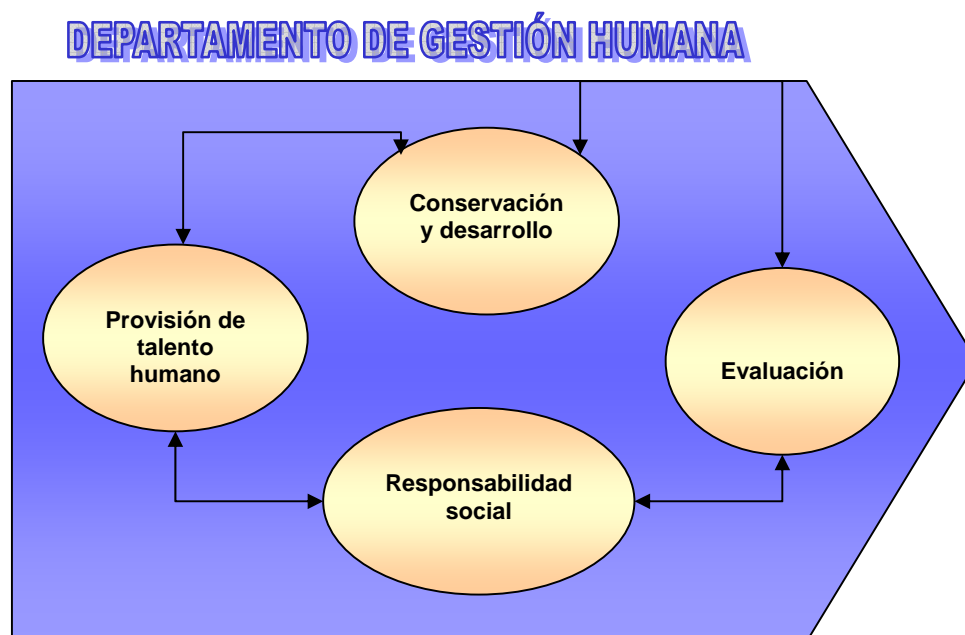 DEPARTAMENTO DE GESTIÓN HUMANA
Conservación
y desarrollo
Provisión de
talento
humano
Evaluación
Responsabilidad
social